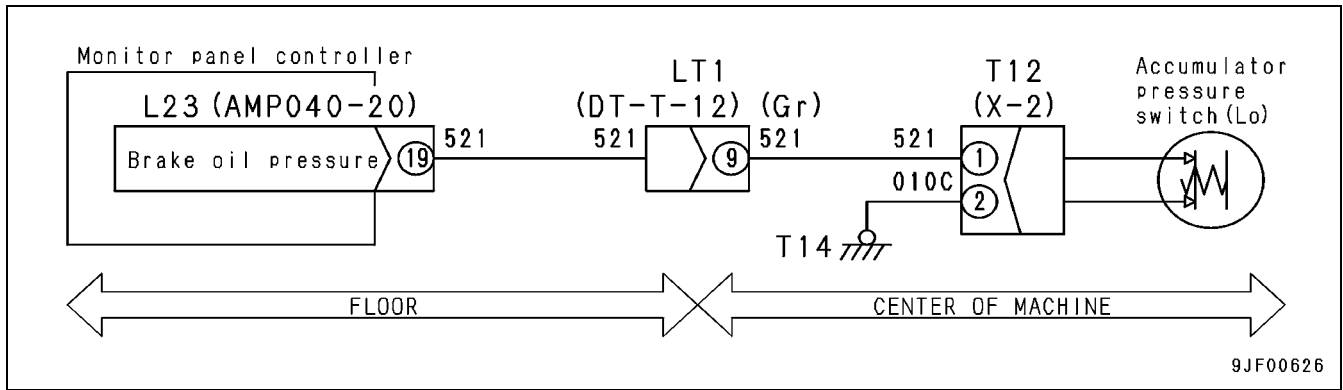 Monitor panel controller
L23 (AMP040-20)
Brake oil pressure
19
521
521
LT1
(DT-T-12) (Gr)
9
521
521
010C
T12
(X-2)
1
2
T14
Accumulator
pressure
switch(Lo)
FLOOR
CENTER OF MACHINE
9JF00626